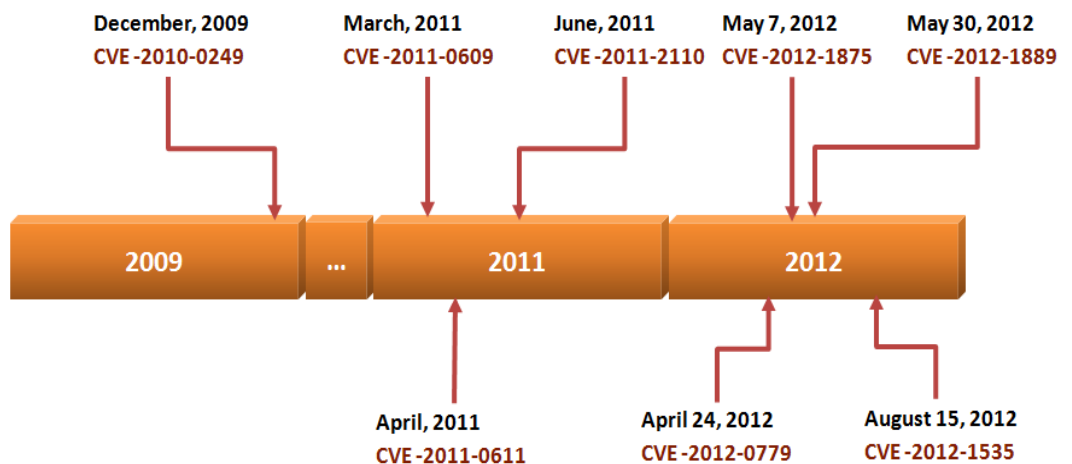 December, 2009
CVE-2010-0249
March, 2011
CVE-2011-0609
June, 2011
CVE-2011-2110
May 7, 2012
CVE-2012-1875
May 30, 2012
CVE-2012-1889
2009
...
2011
2012
April, 2011
CVE-2011-0611
April 24, 2012
CVE-2012-0779
August 15, 2012
CVE-2012-1535